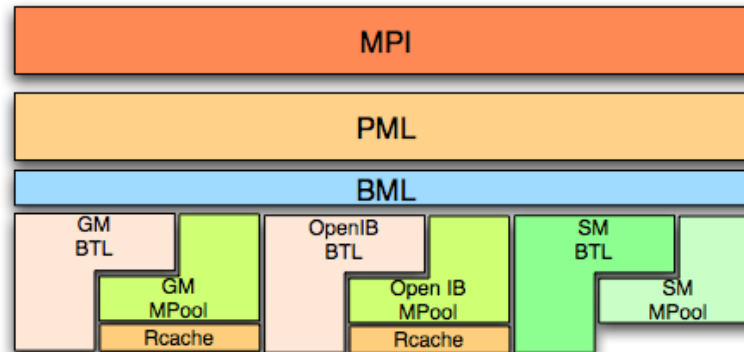 MPI
PML
BML
GM
BTL
OpenIB
BTL
SM
BTL
GM
MPool
Open IB
MPool
SM
MPool
Rcache
Rcache